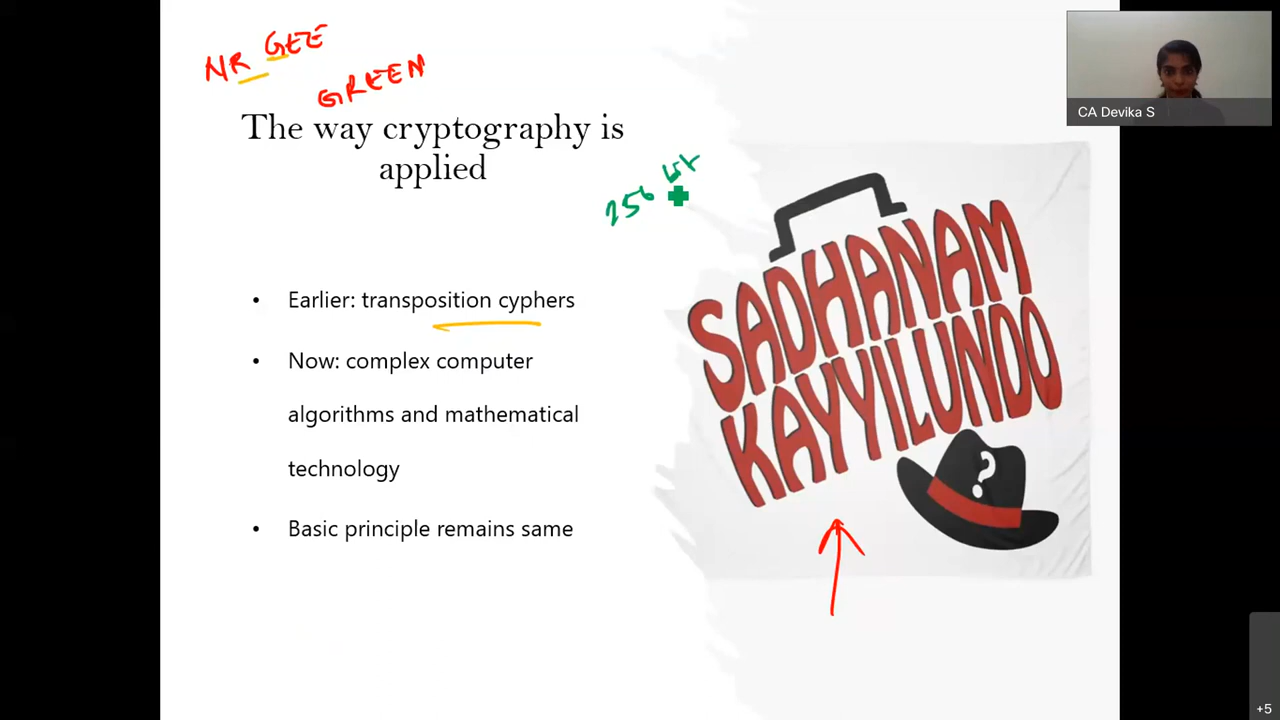 NR GEE
GREEN
The way cryptography is
applied
256 bit
• Earlier: transposition cyphers
• Now: complex computer
algorithms and mathematical
technology
• Basic principle remains same
SADHANAM
KAYYILUNDO
?
CA Devika S
+5